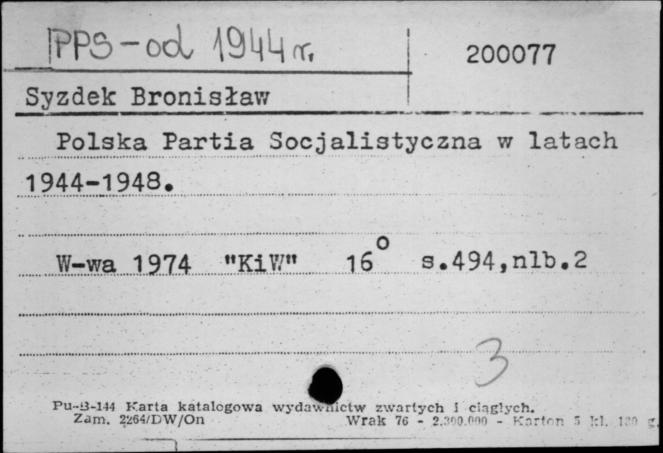 PPS - od 1944 r.
200077
Syzdek Bronisław
Polska Partia Socjalistyczna w latach
1944-1948.
W-wa 1974 "KiW" 16° s.494,nlb.2
3
Pu-B-144 Karta katalogowa wydawnictw zwartych i ciągłych.
Zam. 2264/DW/On Wrak 76 - 2.300.000 - Karton 5 kl. g.